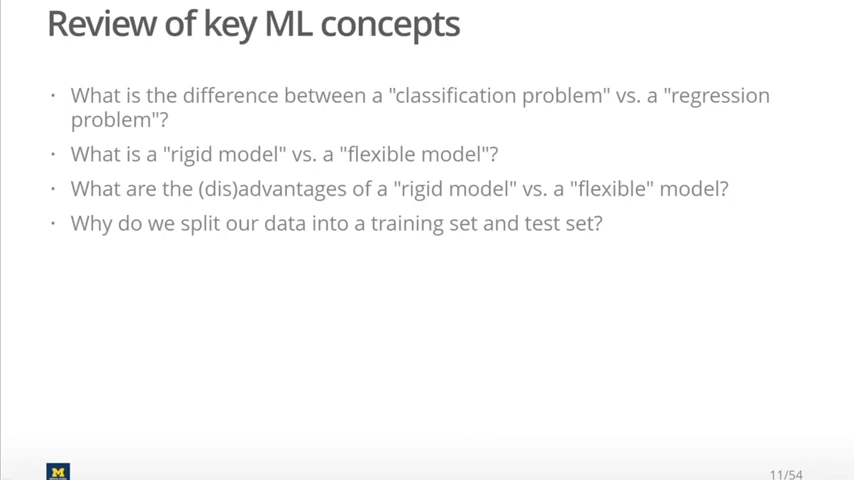 Review of key ML concepts
· What is the difference between a "classification problem" vs. a "regression
problem"?
· What is a "rigid model" vs. a "flexible model"?
· What are the (dis)advantages of a "rigid model" vs. a "flexible" model?
· Why do we split our data into a training set and test set?
M
11/54